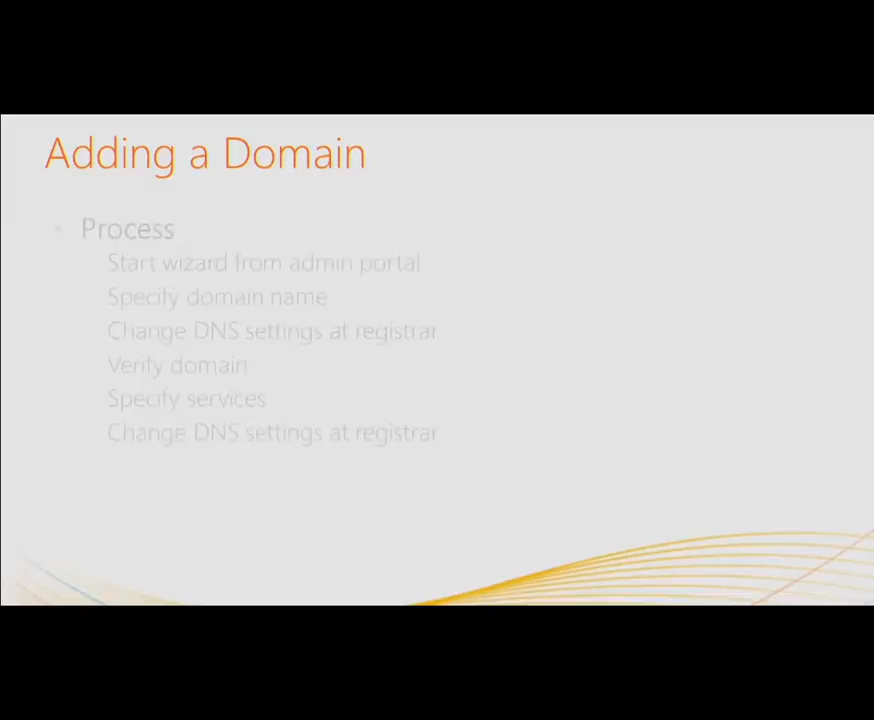 Adding a Domain
• Process
Start wizard from admin portal
Specify domain name
Change DNS settings at registrar
Verify domain
Specify services
Change DNS settings at registrar